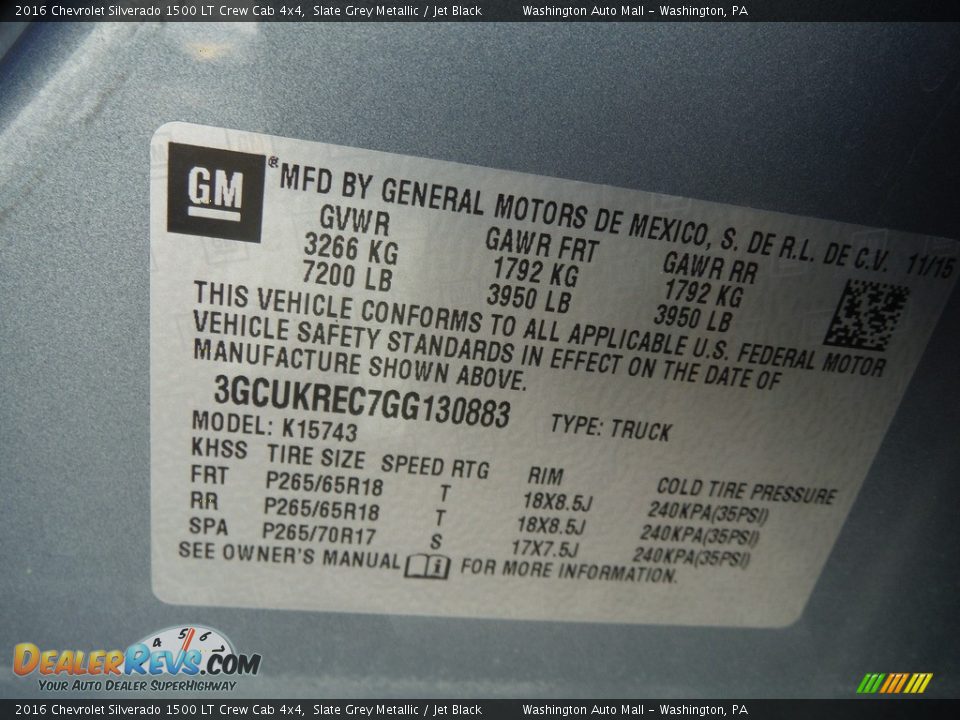 2016 Chevrolet Silverado 1500 LT Crew Cab 4x4, Slate Grey Metallic / Jet Black Washington Auto Mall - Washington, PA
GM ® MFD BY GENERAL MOTORS DE MEXICO, S. DE R.L. DE C.V. 11/15
GVWR GAWR FRT GAWR RR
3266 KG 1792 KG 1792 KG
7200 LB 3950 LB 3950 LB
THIS VEHICLE CONFORMS TO ALL APPLICABLE U.S. FEDERAL MOTOR
VEHICLE SAFETY STANDARDS IN EFFECT ON THE DATE OF
MANUFACTURE SHOWN ABOVE.
3GCUKREC7GG130883 TYPE: TRUCK
MODEL: K15743
KHSS TIRE SIZE SPEED RTG RIM COLD TIRE PRESSURE
FRT P265/65R18 T 18X8.5J 240KPA(35PSI)
RR P265/65R18 T 18X8.5J 240KPA(35PSI)
SPA P265/70R17 S 17X7.5J 240KPA(35PSI)
SEE OWNER'S MANUAL i FOR MORE INFORMATION.
4 5 6
DealerRevs.com
Your Auto Dealer SuperHighway
2016 Chevrolet Silverado 1500 LT Crew Cab 4x4, Slate Grey Metallic / Jet Black Washington Auto Mall - Washington, PA